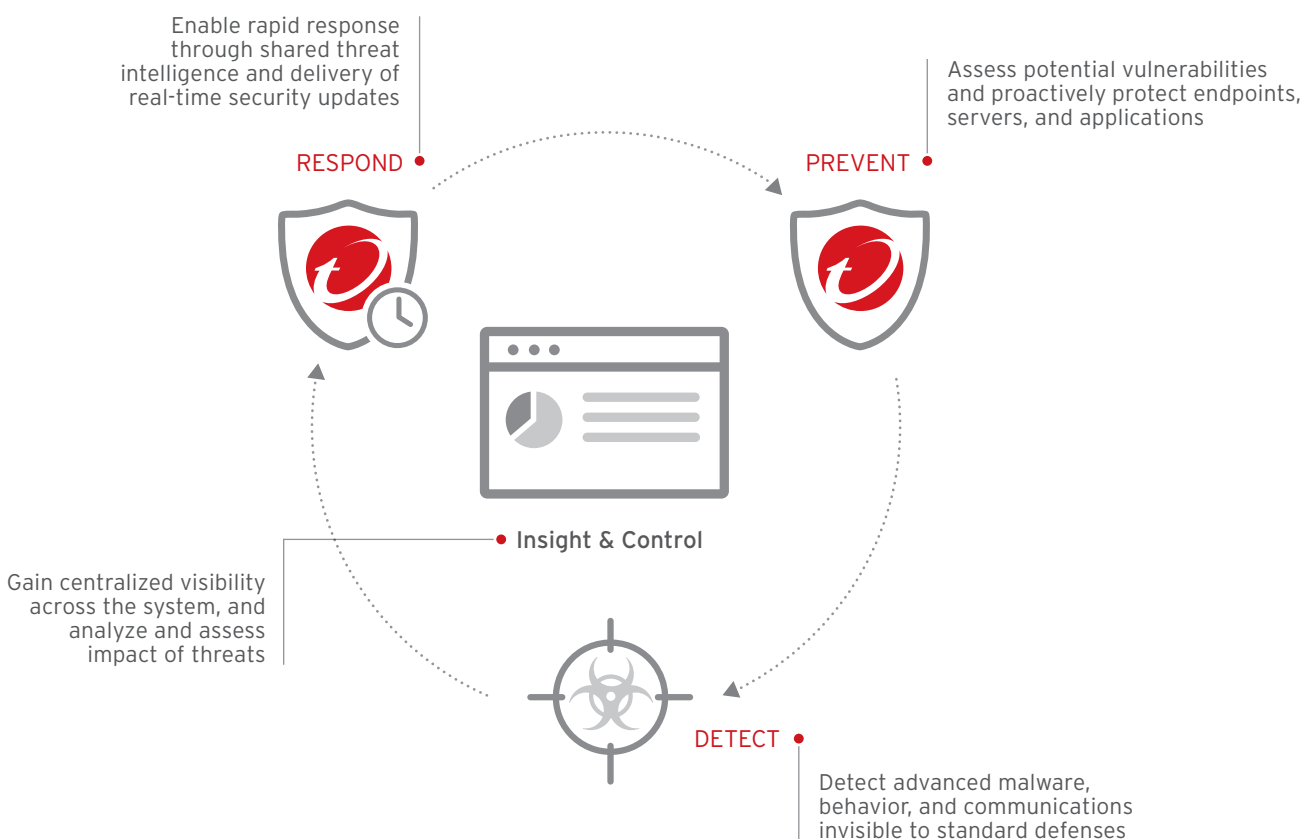 Enable rapid response
through shared threat
intelligence and delivery of
real-time security updates
RESPOND
Assess potential vulnerabilities
and proactively protect endpoints,
servers, and applications
PREVENT
Insight & Control
Gain centralized visibility
across the system, and
analyze and assess
impact of threats
DETECT
Detect advanced malware,
behavior, and communications
invisible to standard defenses